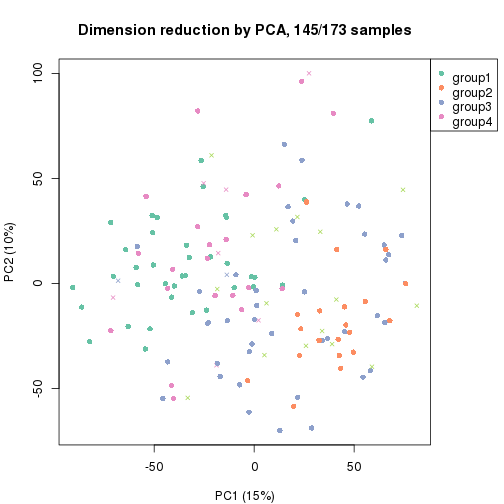 Dimension reduction by PCA, 145/173 samples
group1
group2
group3
group4
100
50
0
-50
PC2 (10%)
-50
0
50
PC1 (15%)